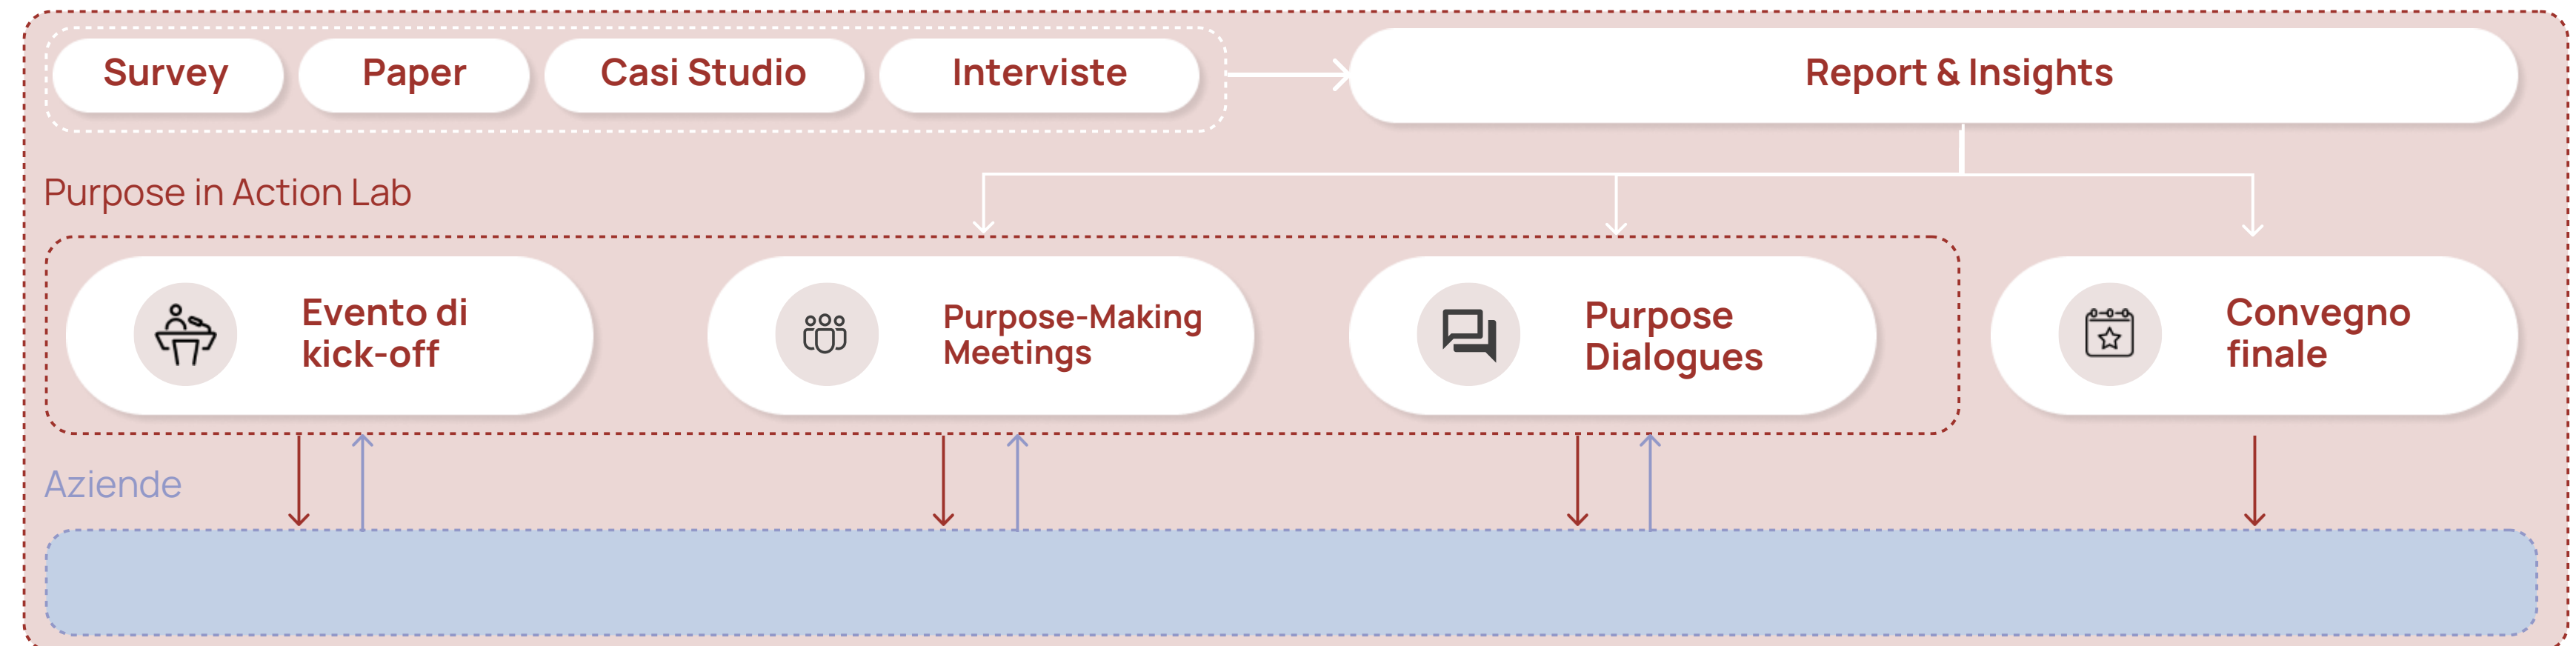 Survey
Paper
Casi Studio
Interviste
Report & Insights
Purpose in Action Lab
Evento di
kick-off
Purpose-Making
Meetings
Purpose
Dialogues
Convegno
finale
Aziende